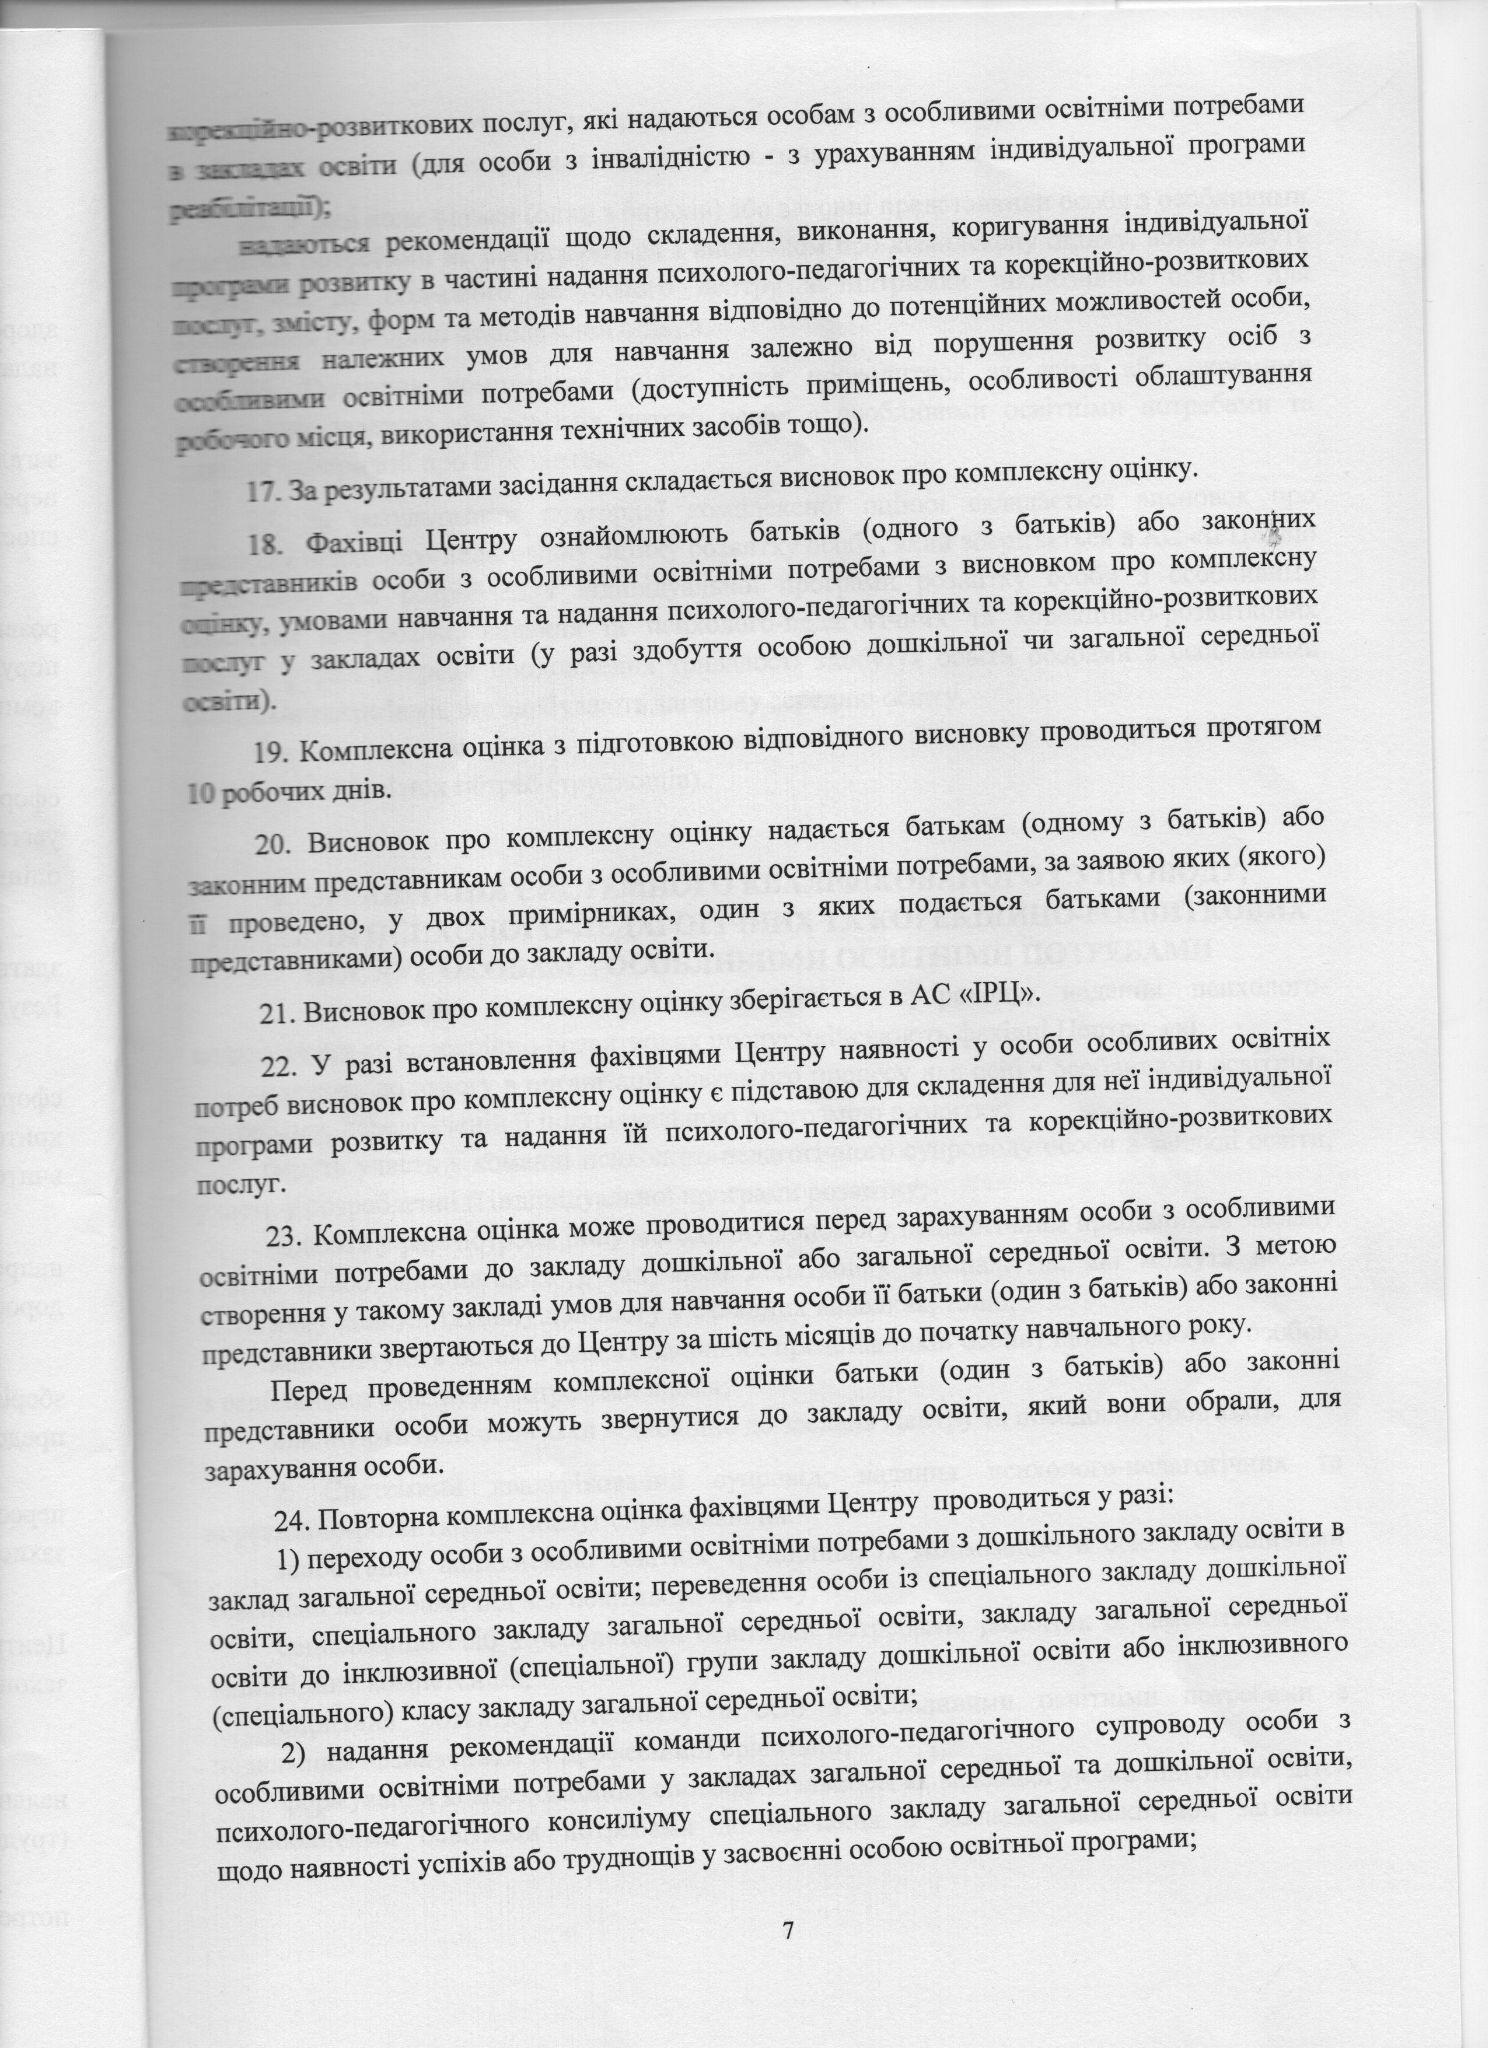 корекційно-розвиткових послуг, які надаються особам з особливими освітніми потребами
в закладах освіти (для особи з інвалідністю - з урахуванням індивідуальної програми
реабілітації);
надаються рекомендації щодо складення, виконання, коригування індивідуальної
програми розвитку в частині надання психолого-педагогічних та корекційно-розвиткових
послуг, змісту, форм та методів навчання відповідно до потенційних можливостей особи,
створення належних умов для навчання залежно від порушення розвитку осіб з
особливими освітніми потребами (доступність приміщень, особливості облаштування
робочого місця, використання технічних засобів тощо).
17. За результатами засідання складається висновок про комплексну оцінку.
18. Фахівці Центру ознайомлюють батьків (одного з батьків) або законних
представників особи з особливими освітніми потребами з висновком про комплексну
оцінку, умовами навчання та надання психолого-педагогічних та корекційно-розвиткових
послуг у закладах освіти (у разі здобуття особою дошкільної чи загальної середньої
освіти).
19. Комплексна оцінка з підготовкою відповідного висновку проводиться протягом
10 робочих днів.
20. Висновок про комплексну оцінку надається батькам (одному з батьків) або
законним представникам особи з особливими освітніми потребами, за заявою яких (якого)
її проведено, у двох примірниках, один з яких подається батьками (законними
представниками) особи до закладу освіти.
21. Висновок про комплексну оцінку зберігається в АС «ІРЦ».
22. У разі встановлення фахівцями Центру наявності у особи особливих освітніх
потреб висновок про комплексну оцінку є підставою для складення для неї індивідуальної
програми розвитку та надання їй психолого-педагогічних та корекційно-розвиткових
послуг.
23. Комплексна оцінка може проводитися перед зарахуванням особи з особливими
освітніми потребами до закладу дошкільної або загальної середньої освіти. З метою
створення у такому закладі умов для навчання особи її батьки (один з батьків) або законні
представники звертаються до Центру за шість місяців до початку навчального року.
Перед проведенням комплексної оцінки батьки (один з батьків) або законні
представники особи можуть звернутися до закладу освіти, який вони обрали, для
зарахування особи.
24. Повторна комплексна оцінка фахівцями Центру проводиться у разі:
1) переходу особи з особливими освітніми потребами з дошкільного закладу освіти в
заклад загальної середньої освіти; переведення особи із спеціального закладу дошкільної
освіти, спеціального закладу загальної середньої освіти, закладу загальної середньої
освіти до інклюзивної (спеціальної) групи закладу дошкільної освіти або інклюзивного
(спеціального) класу закладу загальної середньої освіти;
2) надання рекомендації команди психолого-педагогічного супроводу особи з
особливими освітніми потребами у закладах загальної середньої та дошкільної освіти,
психолого-педагогічного консиліуму спеціального закладу загальної середньої освіти
щодо наявності успіхів або труднощів у засвоєнні особою освітньої програми;
7